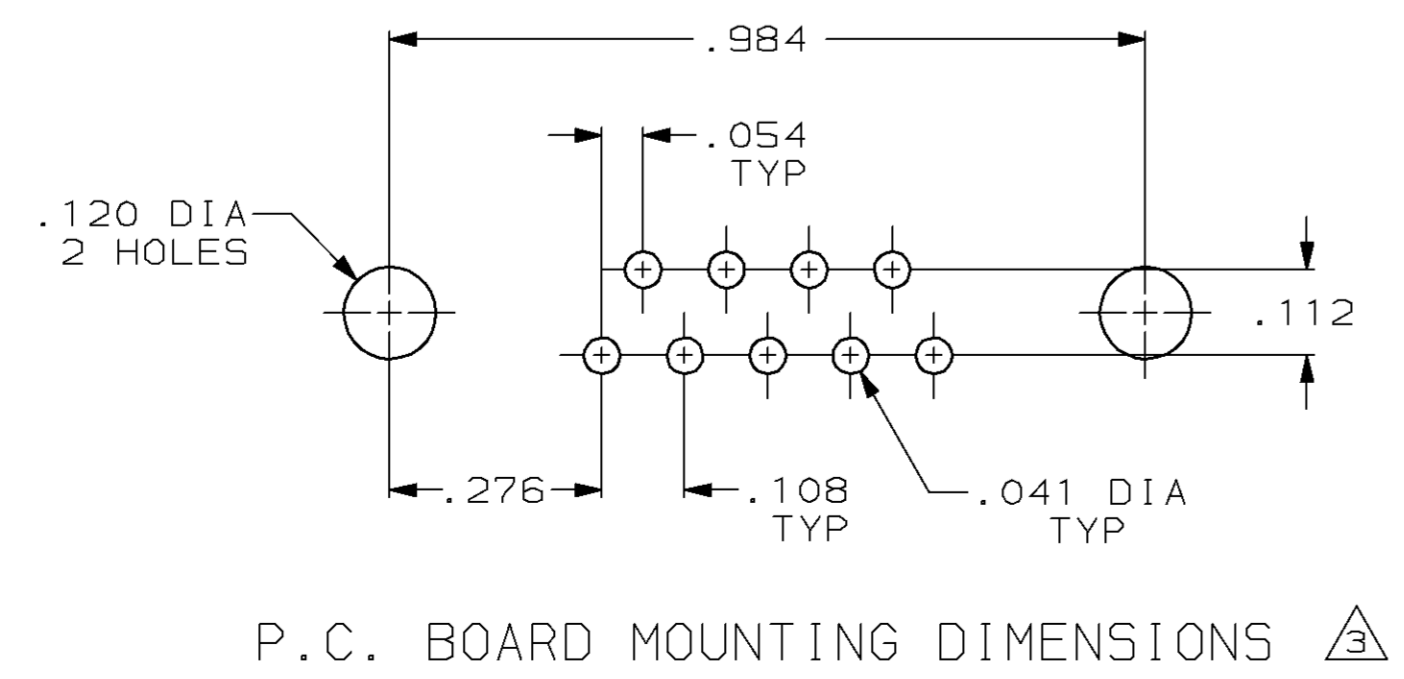 .984
.054
TYP
.120 DIA
2 HOLES
.112
.276
.108
TYP
.041 DIA
TYP
P.C. BOARD MOUNTING DIMENSIONS 3